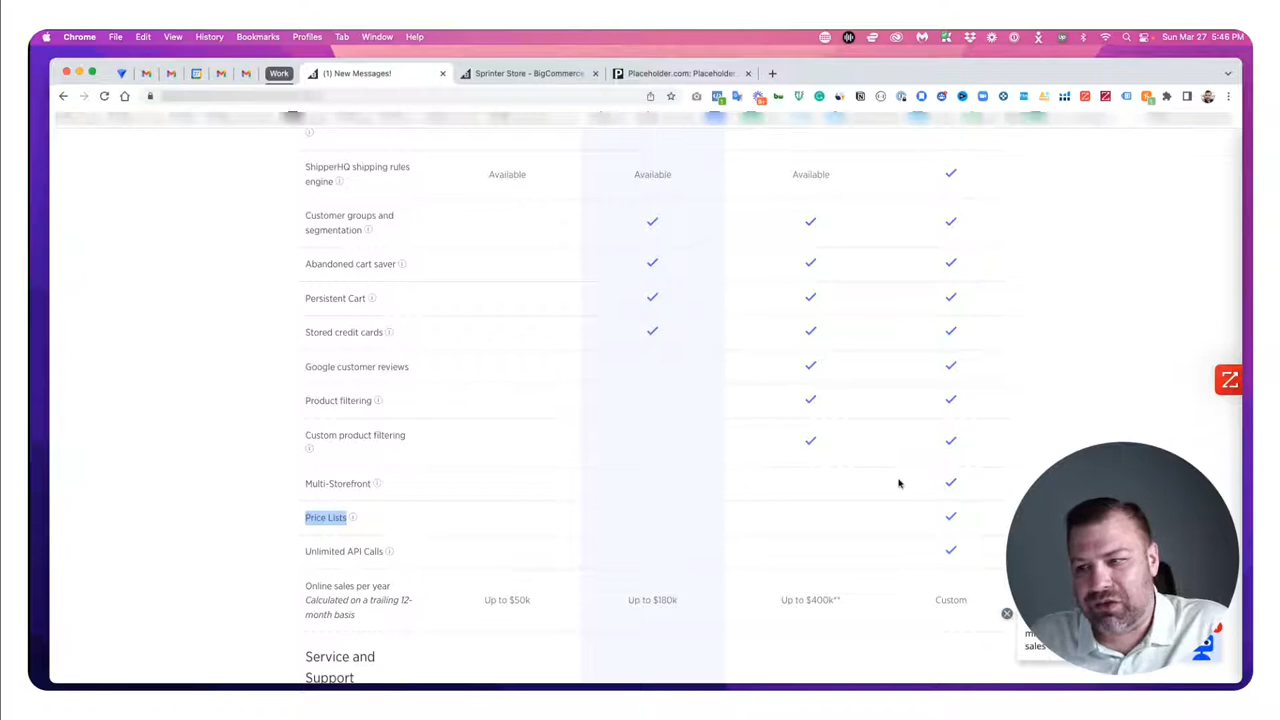 Chrome File Edit View History Bookmarks Profiles Tab Window Help Sun Mar 27 5:46 PM
Work (1) New Messages! Sprinter Store - BigCommerce Placeholder.com: Placeholder
ShipperHQ shipping rules
engine Available Available Available
Customer groups and
segmentation
Abandoned cart saver
Persistent Cart
Stored credit cards
Google customer reviews
Product filtering
Custom product filtering
Multi-Storefront
Price Lists
Unlimited API Calls
Online sales per year
Calculated on a trailing 12-
month basis
Up to $50k Up to $180k Up to $400k** Custom
sales
Service and
Support